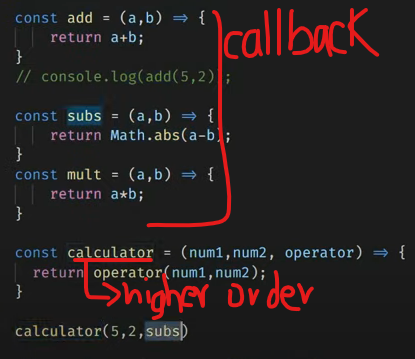 const add = (a,b) => {
return a+b;
}
// console.log(add(5,2));
callback
const subs = (a,b) => {
return Math.abs(a-b);
}
const mult = (a,b) => {
return a*b;
}
const calculator = (num1,num2, operator) => {
return operator(num1,num2);
}
higher order
calculator(5,2,subs)